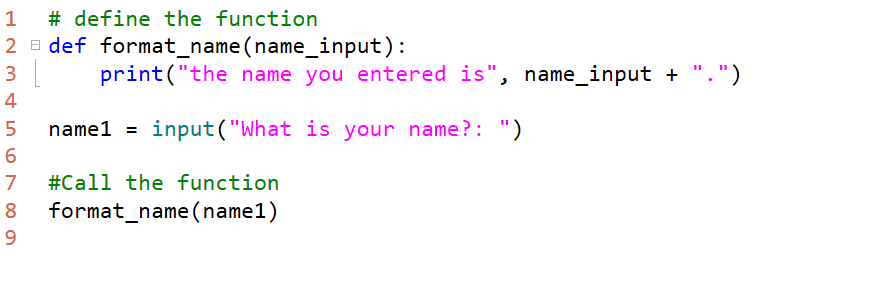 1 # define the function
2 def format_name(name_input):
3     print("the name you entered is", name_input + ".")
4
5 name1 = input("What is your name?: ")
6
7 #Call the function
8 format_name(name1)
9